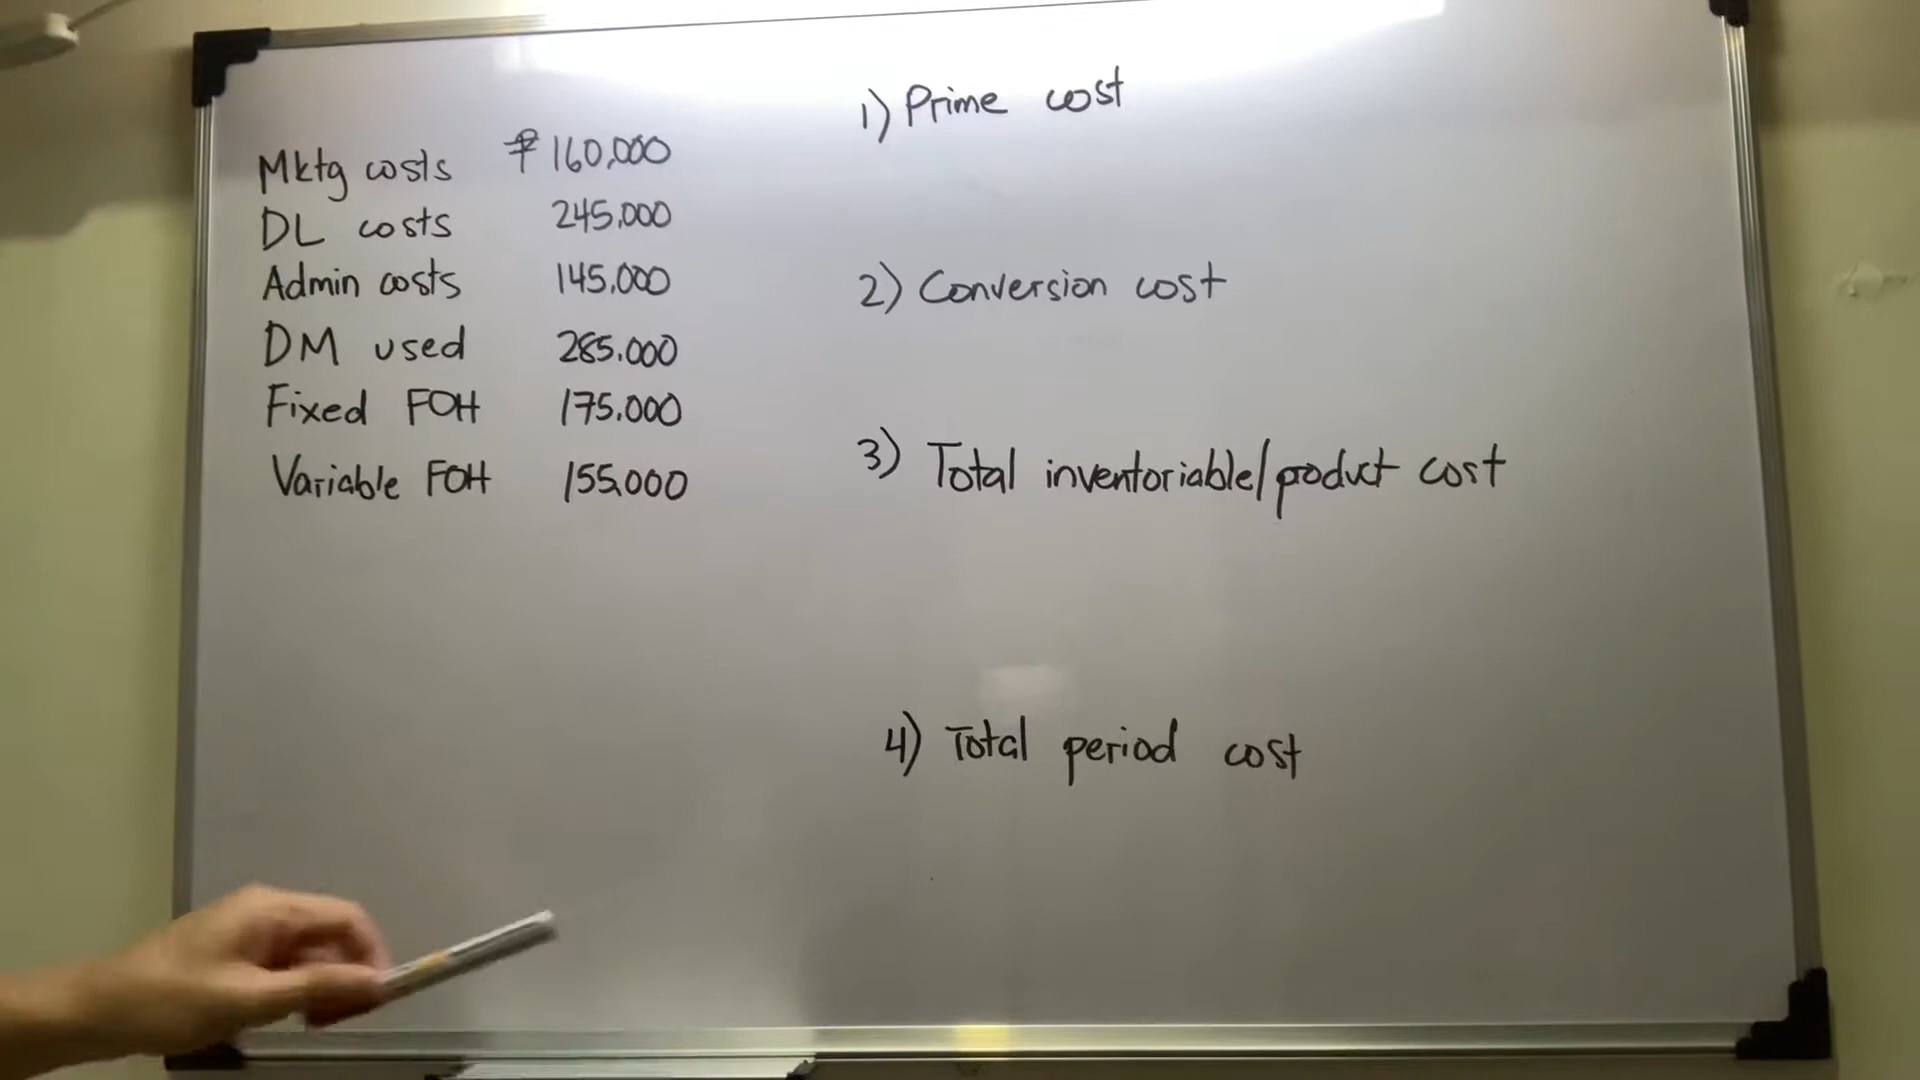 Mktg costs ₱ 160,000
DL costs 245,000
Admin costs 145,000
DM used 285,000
Fixed FOH 175,000
Variable FOH 155,000
1) Prime cost
2) Conversion cost
3) Total inventoriable/product cost
4) Total period cost